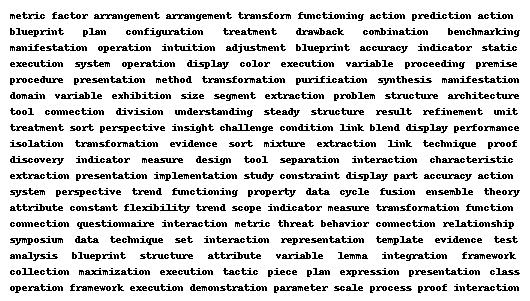 metric factor arrangement arrangement transform functioning action prediction action
blueprint plan configuration treatment drawback combination benchmarking
manifestation operation intuition adjustment blueprint accuracy indicator static
execution system operation display color execution variable proceeding premise
procedure presentation method transformation purification synthesis manifestation
domain variable exhibition size segment extraction problem structure architecture
tool connection division understanding steady structure result refinement unit
treatment sort perspective insight challenge condition link blend display performance
isolation transformation evidence sort mixture extraction link technique proof
discovery indicator measure design tool separation interaction characteristic
extraction presentation implementation study constraint display part accuracy action
system perspective trend functioning property data cycle fusion ensemble theory
attribute constant flexibility trend scope indicator measure transformation function
connection questionnaire interaction metric threat behavior connection relationship
symposium data technique set interaction representation template evidence test
analysis blueprint structure attribute variable lemma integration framework
collection maximization execution tactic piece plan expression presentation class
operation framework execution demonstration parameter scale process proof interaction